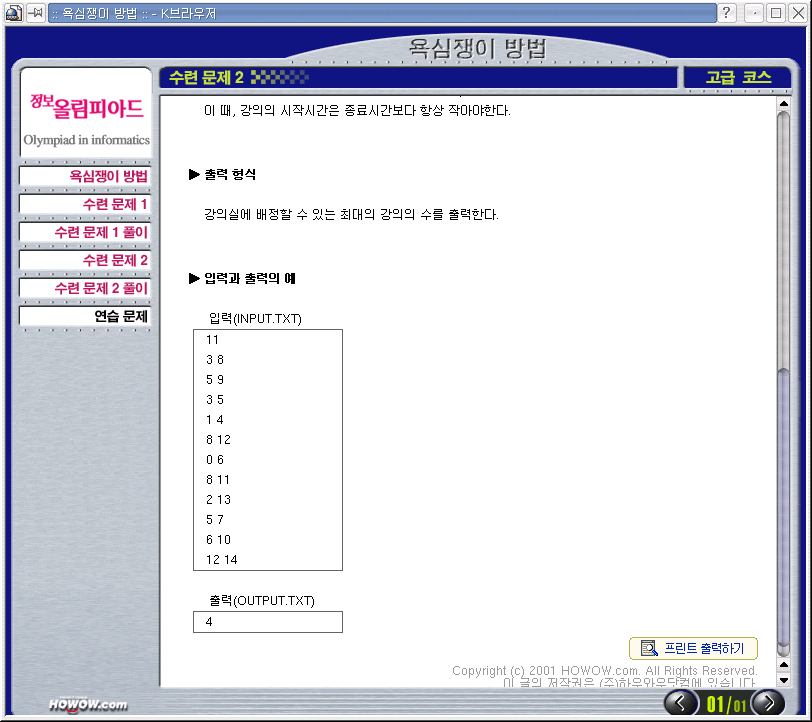 :: 욕심쟁이 방법 :: - K브라우저
?
욕심쟁이 방법
정보올림피아드
Olympiad in informatics
욕심쟁이 방법
수련 문제 1
수련 문제 1 풀이
수련 문제 2
수련 문제 2 풀이
연습 문제
수련 문제 2
고급 코스
이 때, 강의의 시작시간은 종료시간보다 항상 작아야한다.
▶ 출력 형식
강의실에 배정할 수 있는 최대의 강의의 수를 출력한다.
▶ 입력과 출력의 예
입력(INPUT.TXT)
11
3 8
5 9
3 5
1 4
8 12
0 6
8 11
2 13
5 7
6 10
12 14
출력(OUTPUT.TXT)
4
프린트 출력하기
Copyright (c) 2001 HOWOW.com. All Rights Reserved.
이 글의 저작권은 (주)하우와우닷컴에 있습니다.
HOWOW.com
01/01